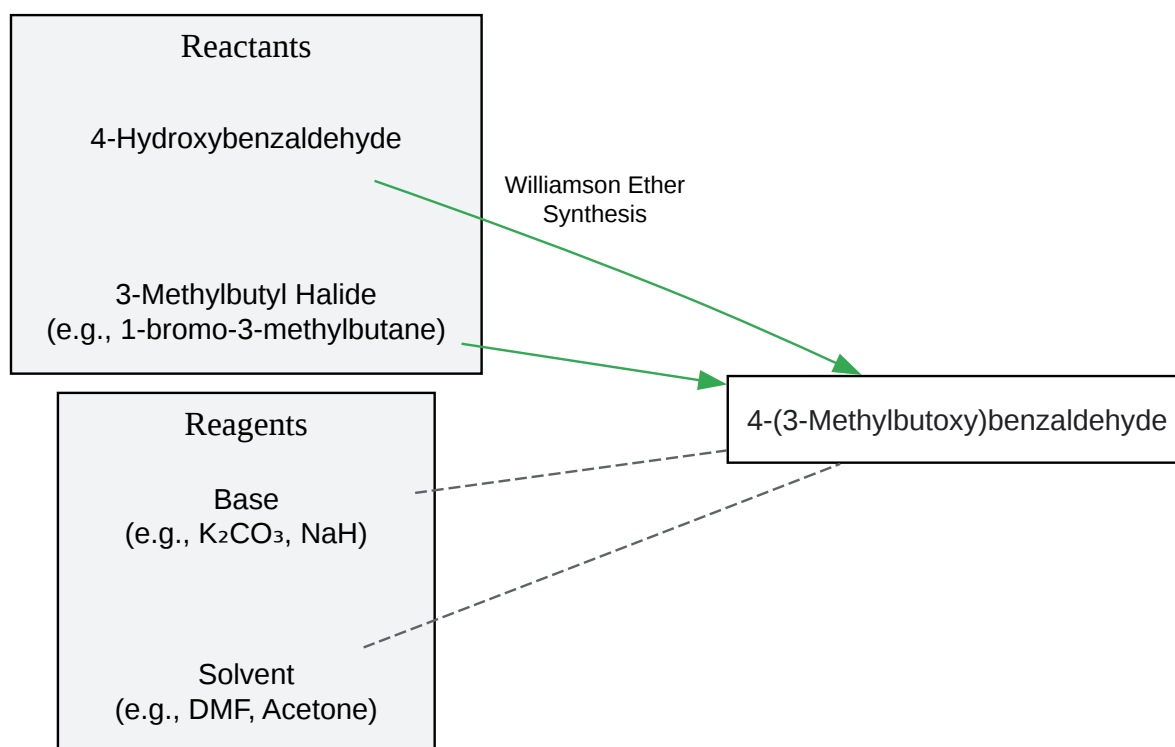 Reactants
4-Hydroxybenzaldehyde
Williamson Ether
Synthesis
3-Methylbutyl Halide
(e.g., 1-bromo-3-methylbutane)
4-(3-Methylbutoxy)benzaldehyde
Reagents
Base
(e.g., K₂CO₃, NaH)
Solvent
(e.g., DMF, Acetone)